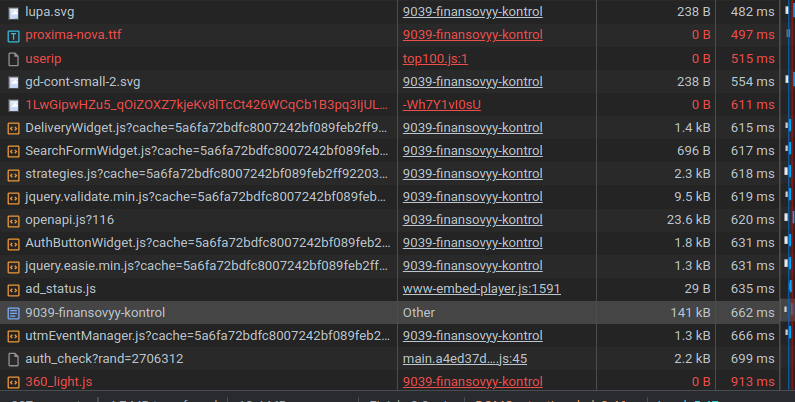 lupa.svg 9039-finansovyy-kontrol 238 B 482 ms
proxima-nova.ttf 9039-finansovyy-kontrol 0 B 497 ms
userip top100.js:1 0 B 515 ms
gd-cont-small-2.svg 9039-finansovyy-kontrol 238 B 554 ms
1LwGipwHZu5_qOiZOXZ7kjeKv8lTcCt426WCqCb1B3pq3IjUL... -Wh7Y1vI0sU 0 B 611 ms
DeliveryWidget.js?cache=5a6fa72bdfc8007242bf089feb2ff9... 9039-finansovyy-kontrol 1.4 kB 615 ms
SearchFormWidget.js?cache=5a6fa72bdfc8007242bf089feb... 9039-finansovyy-kontrol 696 B 617 ms
strategies.js?cache=5a6fa72bdfc8007242bf089feb2ff92203... 9039-finansovyy-kontrol 2.3 kB 618 ms
jquery.validate.min.js?cache=5a6fa72bdfc8007242bf089feb... 9039-finansovyy-kontrol 9.5 kB 619 ms
openapi.js?116 9039-finansovyy-kontrol 23.6 kB 620 ms
AuthButtonWidget.js?cache=5a6fa72bdfc8007242bf089feb2... 9039-finansovyy-kontrol 1.8 kB 631 ms
jquery.easie.min.js?cache=5a6fa72bdfc8007242bf089feb2ff... 9039-finansovyy-kontrol 1.3 kB 631 ms
ad_status.js www-embed-player.js:1591 29 B 635 ms
9039-finansovyy-kontrol Other 141 kB 662 ms
utmEventManager.js?cache=5a6fa72bdfc8007242bf089feb2... 9039-finansovyy-kontrol 1.3 kB 666 ms
auth_check?rand=2706312 main.a4ed37d....js:45 2.2 kB 699 ms
360_light.js 9039-finansovyy-kontrol 0 B 913 ms